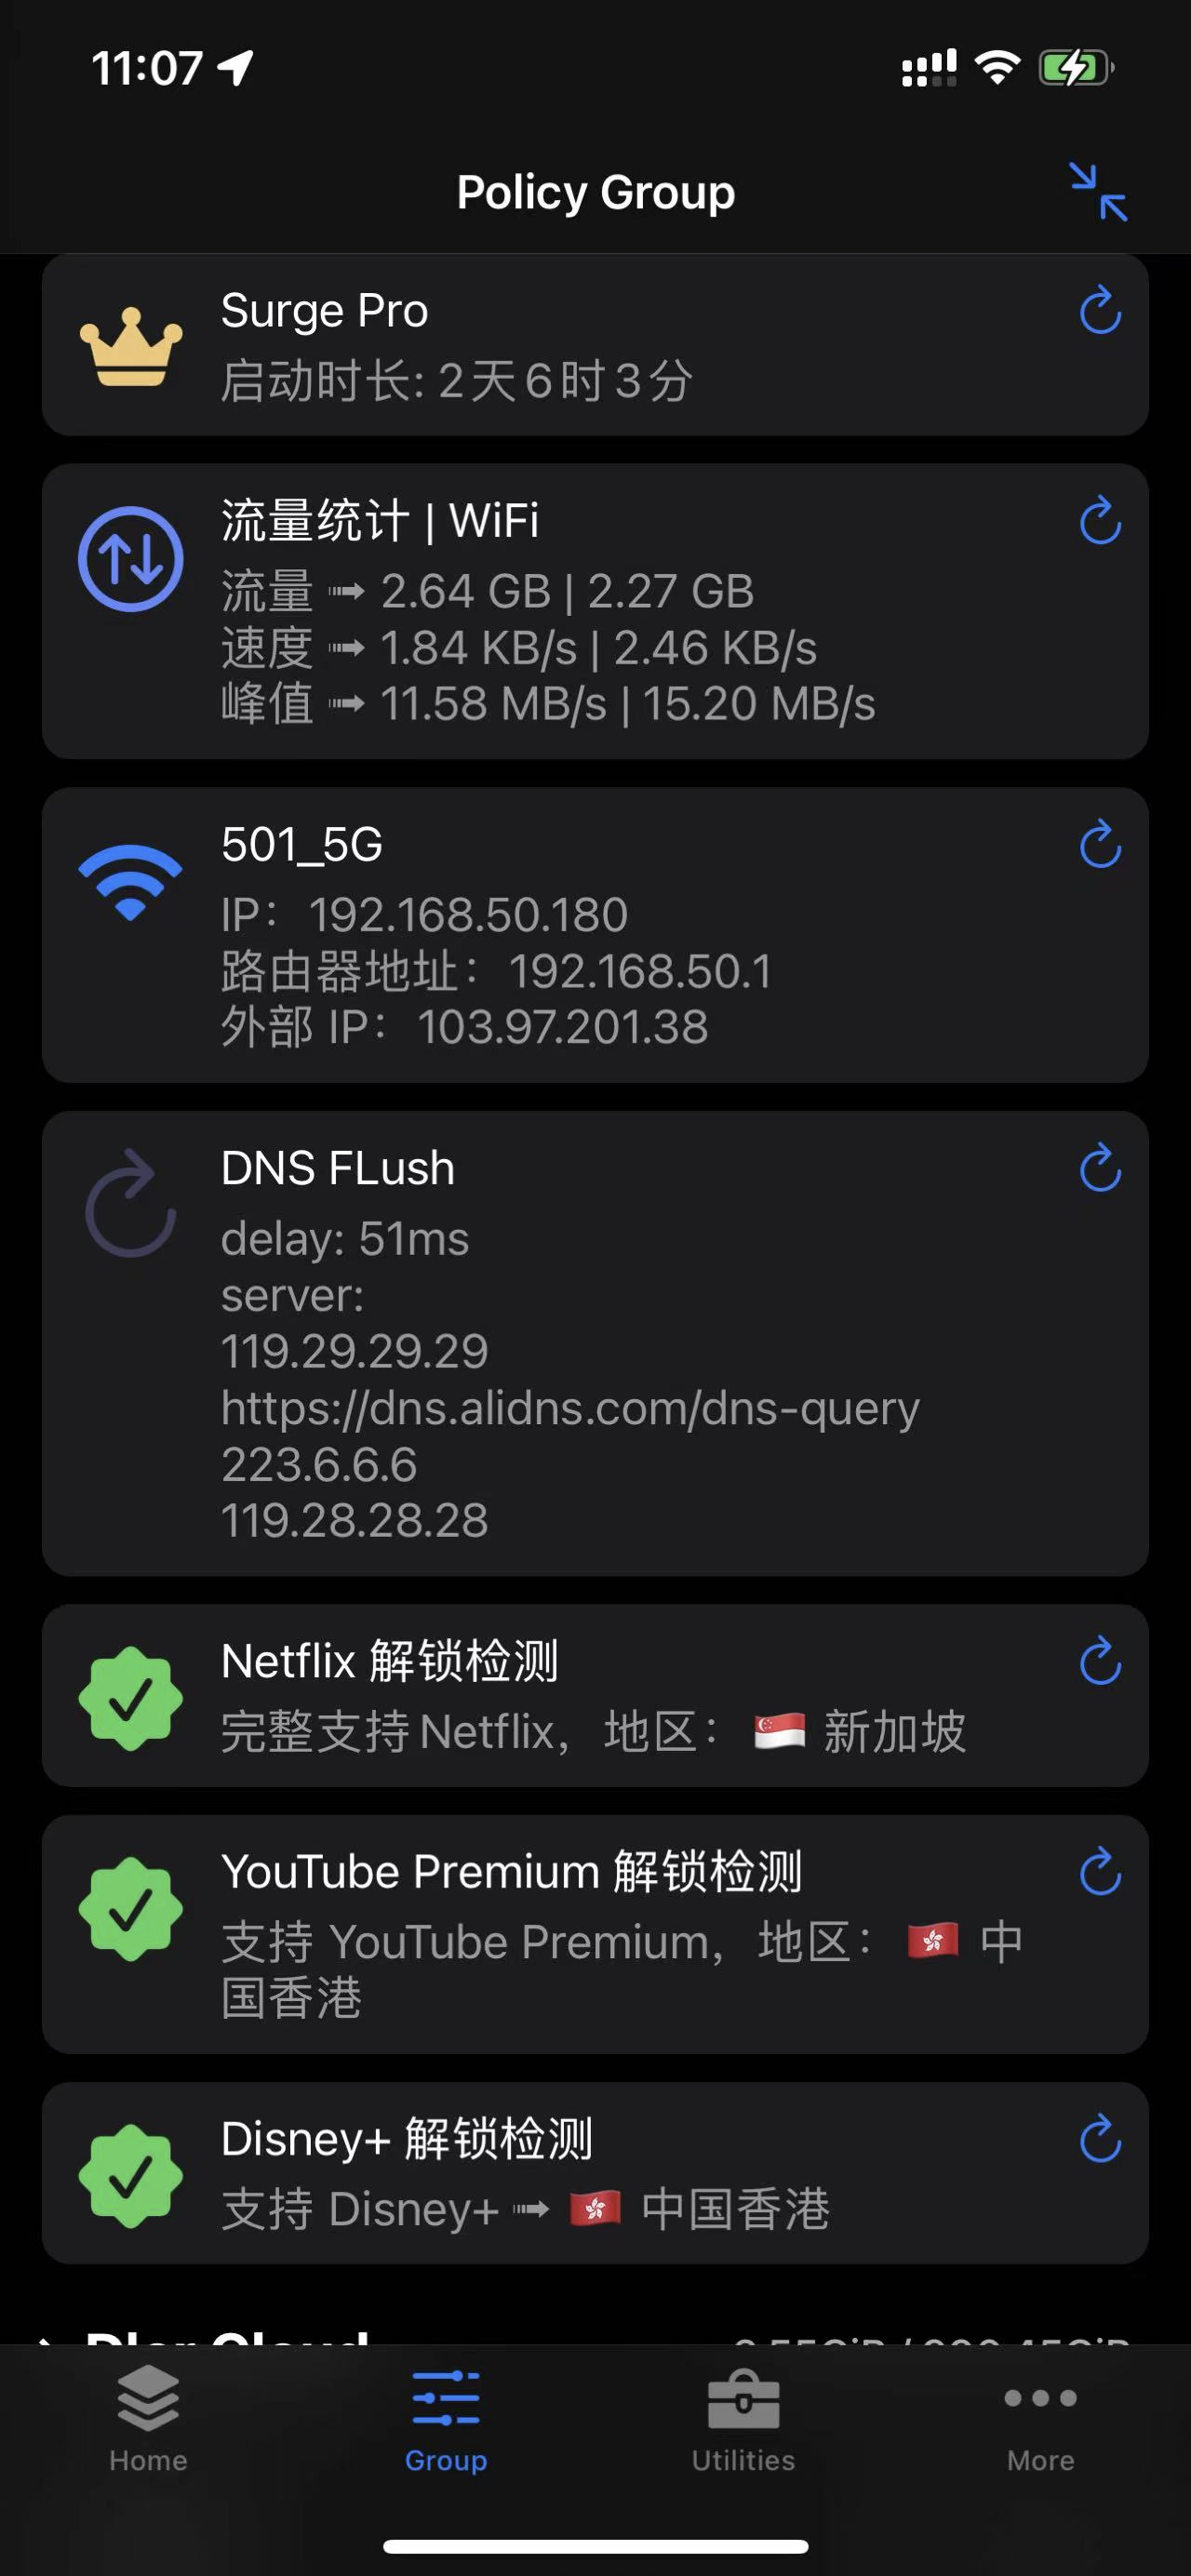 11:07
Policy Group
Surge Pro
启动时长: 2天6时3分
流量统计 | WiFi
流量 ➟ 2.64 GB | 2.27 GB
速度 ➟ 1.84 KB/s | 2.46 KB/s
峰值 ➟ 11.58 MB/s | 15.20 MB/s
501_5G
IP：192.168.50.180
路由器地址：192.168.50.1
外部 IP：103.97.201.38
DNS FLush
delay: 51ms
server:
119.29.29.29
https://dns.alidns.com/dns-query
223.6.6.6
119.28.28.28
Netflix 解锁检测
完整支持Netflix，地区：🇸🇬 新加坡
YouTube Premium 解锁检测
支持 YouTube Premium，地区：🇭🇰 中
国香港
Disney+ 解锁检测
支持 Disney+ ➟ 🇭🇰 中国香港
Cloud
Home
Group
Utilities
More